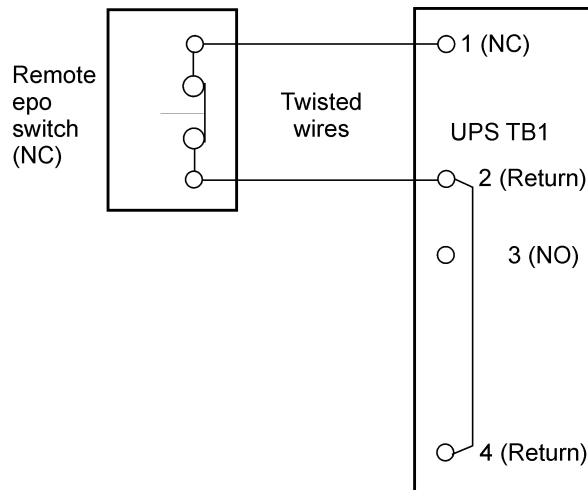 Remote
epo
switch
(NC)
Twisted
wires
1 (NC)
UPS TB1
2 (Return)
3 (NO)
4 (Return)